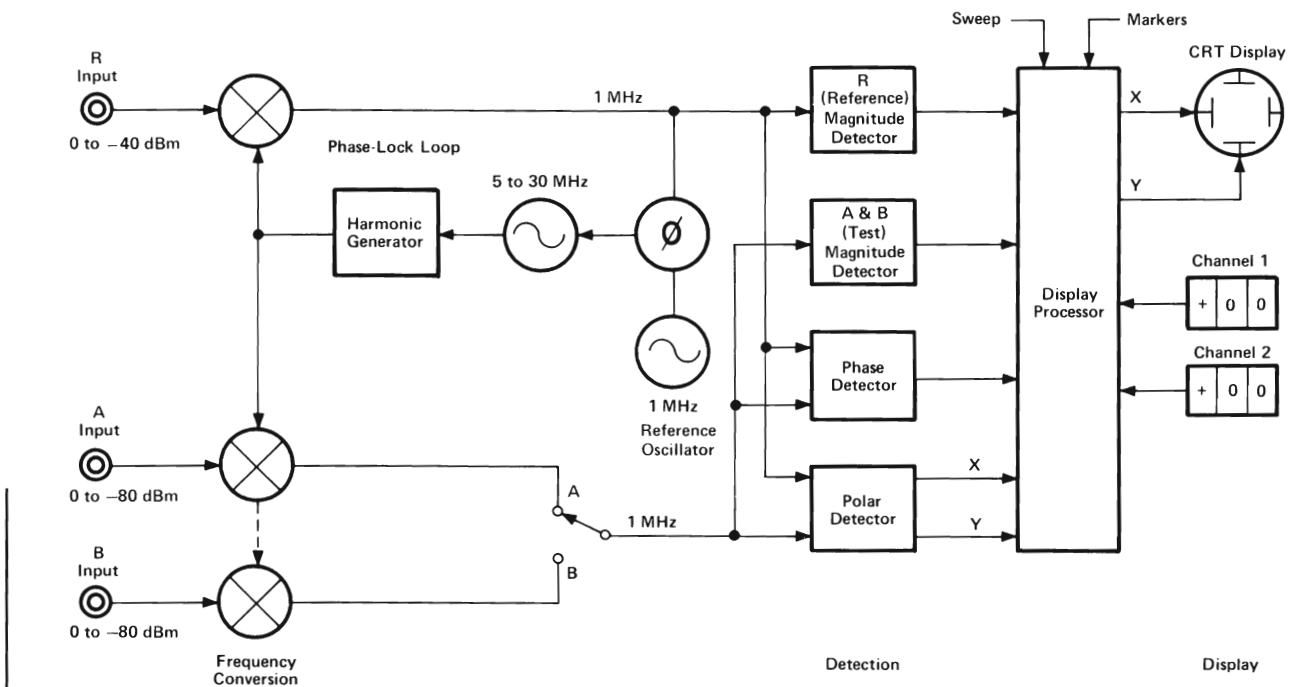 Sweep
Markers
CRT Display
R
Input
0 to −40 dBm
1 MHz
Phase-Lock Loop
5 to 30 MHz
Harmonic
Generator
Ø
1 MHz
Reference
Oscillator
R
(Reference)
Magnitude
Detector
A & B
(Test)
Magnitude
Detector
Phase
Detector
Polar
Detector
X
Y
Display
Processor
X
Y
Channel 1
+ 0 0
Channel 2
+ 0 0
A
Input
0 to −80 dBm
A
1 MHz
B
B
Input
0 to −80 dBm
Frequency
Conversion
Detection
Display